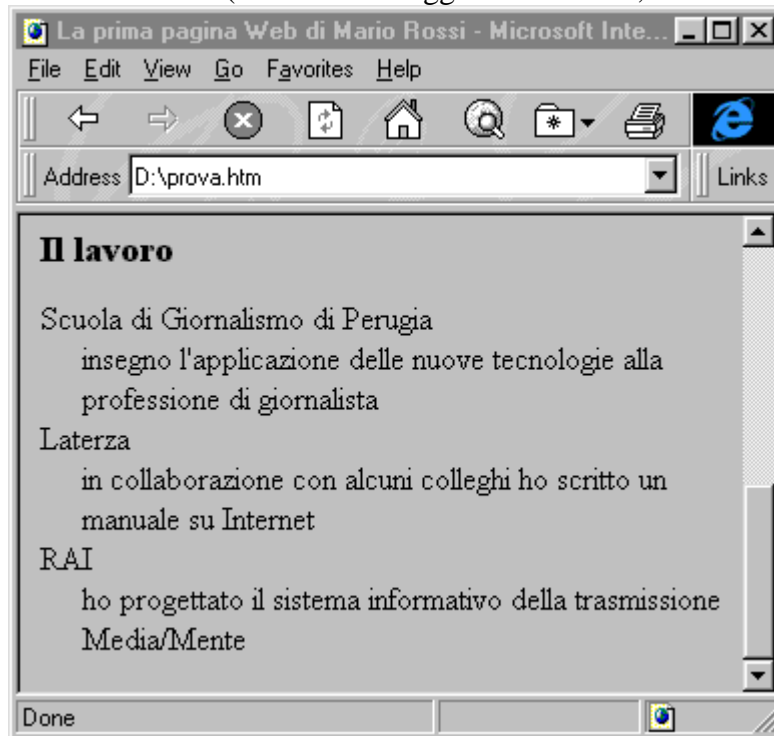 La prima pagina Web di Mario Rossi - Microsoft Inte...
File Edit View Go Favorites Help
Address D:\prova.htm Links
Il lavoro
Scuola di Giornalismo di Perugia
insegno l'applicazione delle nuove tecnologie alla
professione di giornalista
Laterza
in collaborazione con alcuni colleghi ho scritto un
manuale su Internet
RAI
ho progettato il sistema informativo della trasmissione
Media/Mente
Done